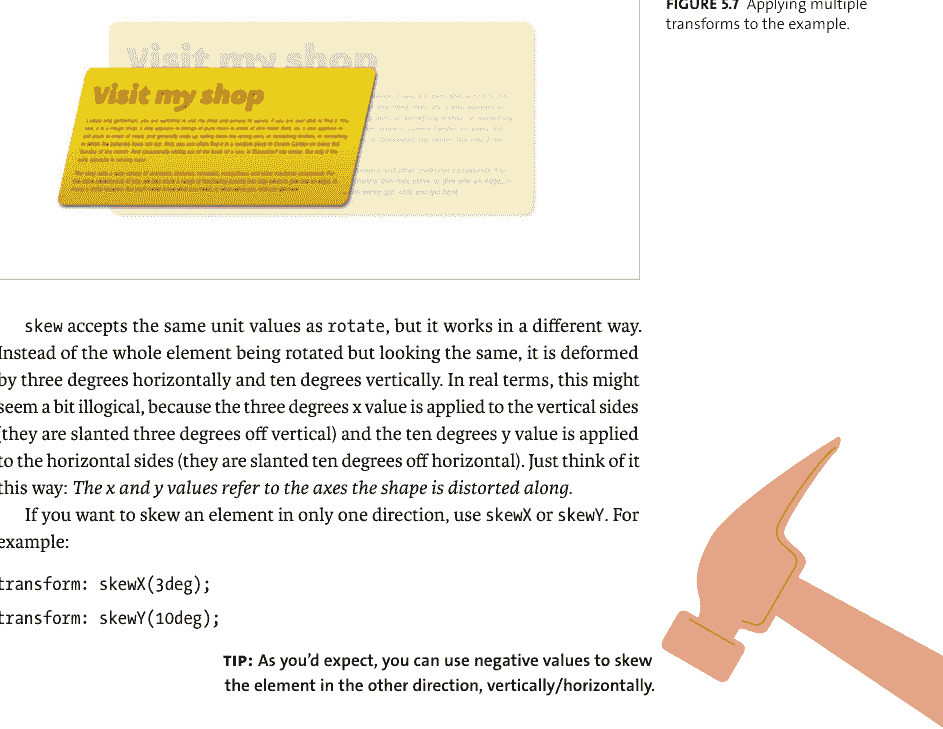 FIGURE 5.7 Applying multiple
transforms to the example.
Visit my shop
Visit my shop
skew accepts the same unit values as rotate, but it works in a different way.
Instead of the whole element being rotated but looking the same, it is deformed
by three degrees horizontally and ten degrees vertically. In real terms, this might
seem a bit illogical, because the three degrees x value is applied to the vertical sides
(they are slanted three degrees off vertical) and the ten degrees y value is applied
to the horizontal sides (they are slanted ten degrees off horizontal). Just think of it
this way: The x and y values refer to the axes the shape is distorted along.
If you want to skew an element in only one direction, use skewX or skewY. For
example:
transform: skewX(3deg);
transform: skewY(10deg);
TIP: As you’d expect, you can use negative values to skew
the element in the other direction, vertically/horizontally.